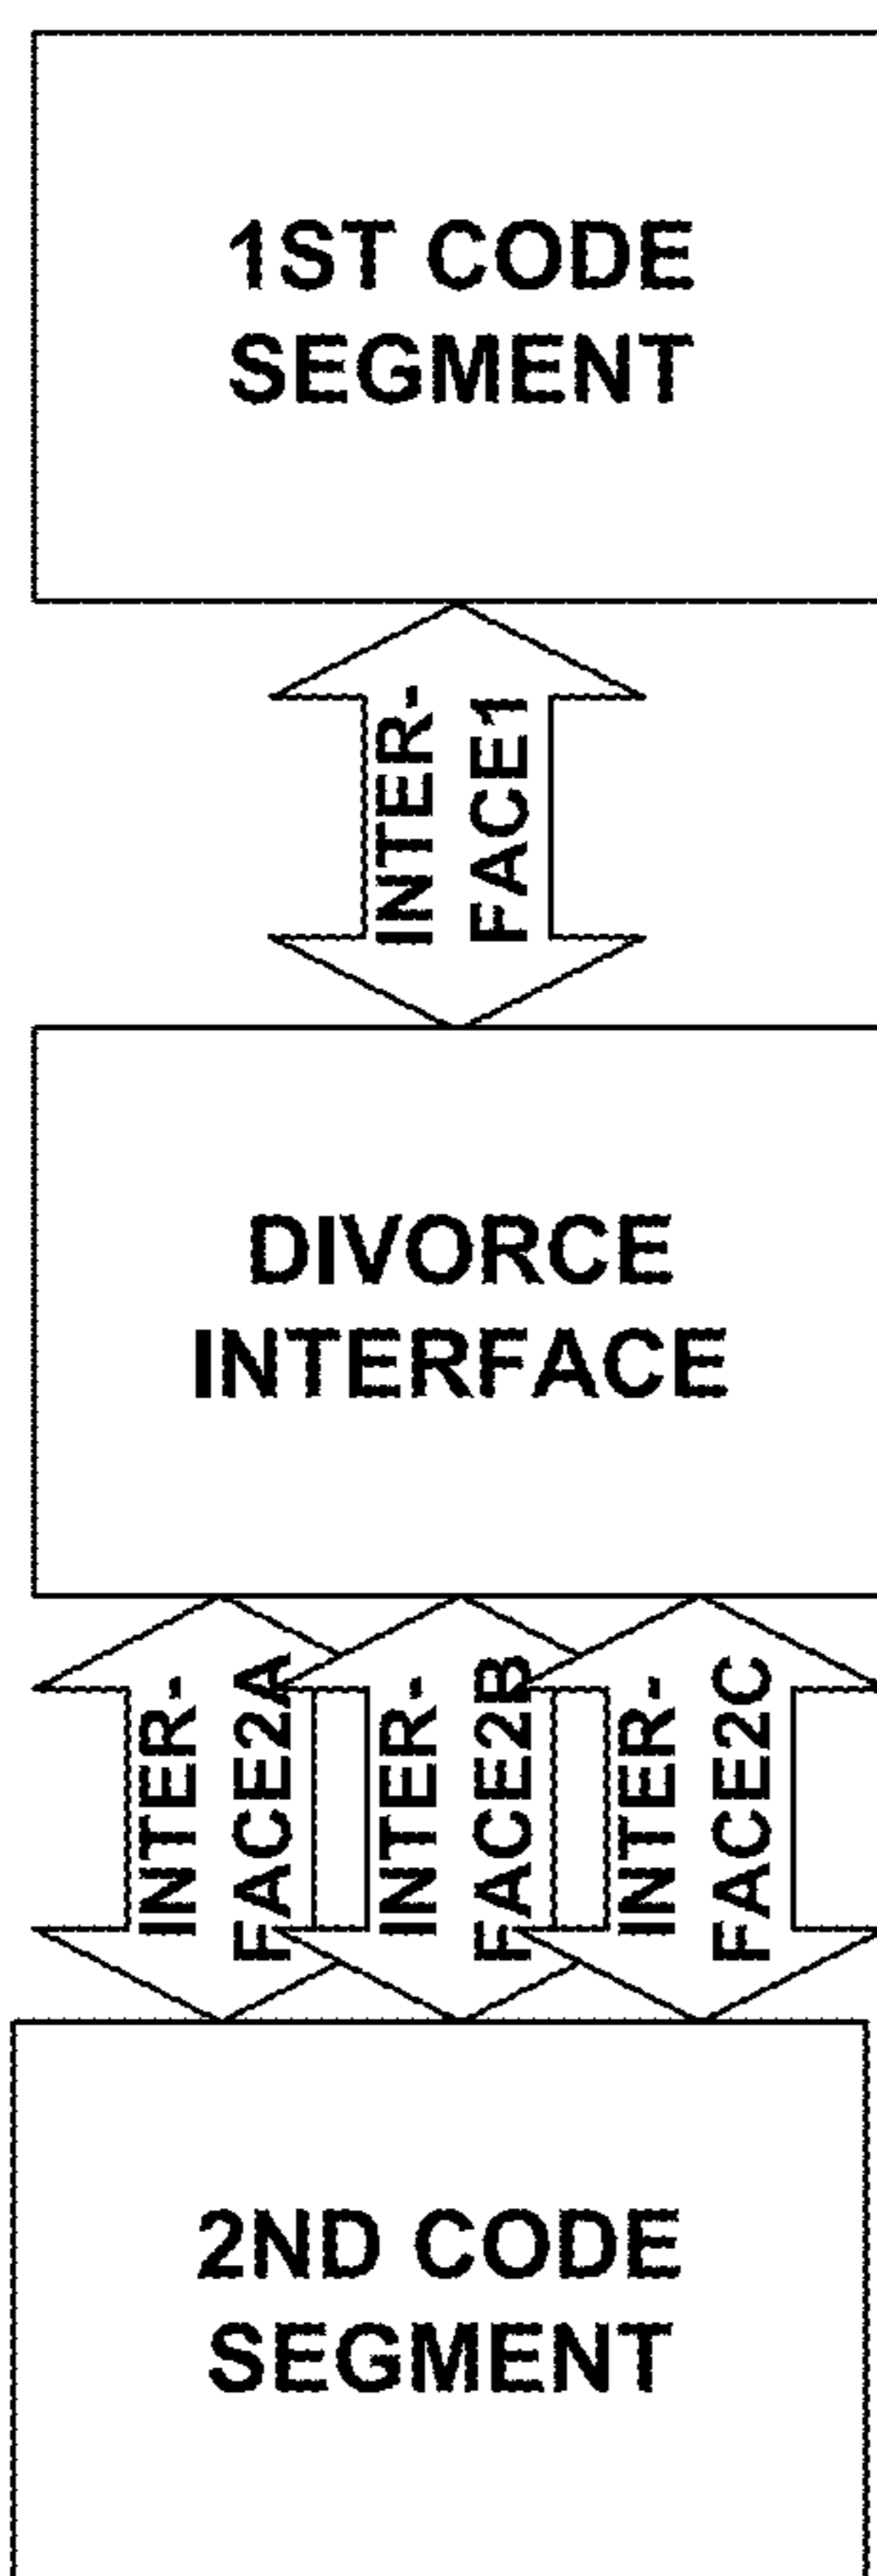 1ST CODE
SEGMENT
INTER-
FACE1
DIVORCE
INTERFACE
INTER-
FACE2A
INTER-
FACE2B
INTER-
FACE2C
2ND CODE
SEGMENT